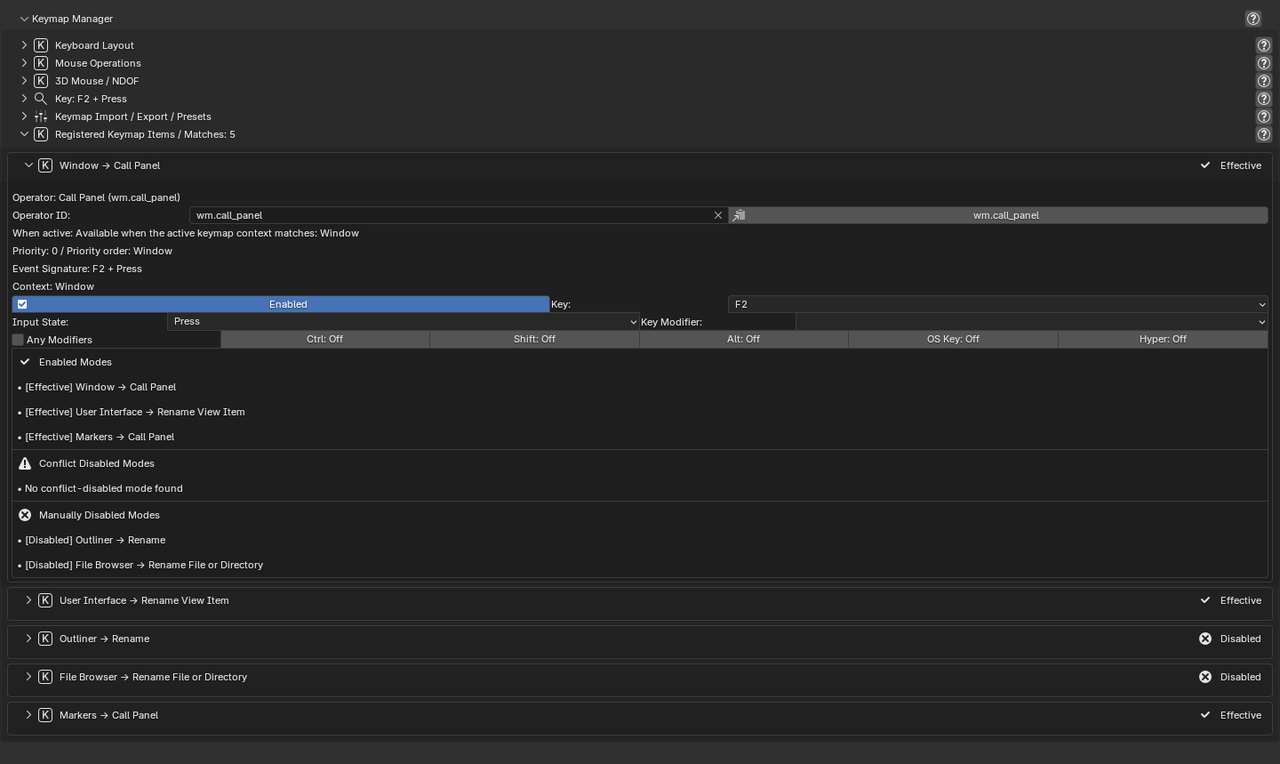 Keymap Manager
Keyboard Layout
Mouse Operations
3D Mouse / NDOF
Key: F2 + Press
Keymap Import / Export / Presets
Registered Keymap Items / Matches: 5
Window → Call Panel Effective
Operator: Call Panel (wm.call_panel)
Operator ID: wm.call_panel wm.call_panel
When active: Available when the active keymap context matches: Window
Priority: 0 / Priority order: Window
Event Signature: F2 + Press
Context: Window
Enabled Key: F2
Input State: Press Key Modifier:
Any Modifiers Ctrl: Off Shift: Off Alt: Off OS Key: Off Hyper: Off
Enabled Modes
• [Effective] Window → Call Panel
• [Effective] User Interface → Rename View Item
• [Effective] Markers → Call Panel
Conflict Disabled Modes
• No conflict-disabled mode found
Manually Disabled Modes
• [Disabled] Outliner → Rename
• [Disabled] File Browser → Rename File or Directory
User Interface → Rename View Item Effective
Outliner → Rename Disabled
File Browser → Rename File or Directory Disabled
Markers → Call Panel Effective